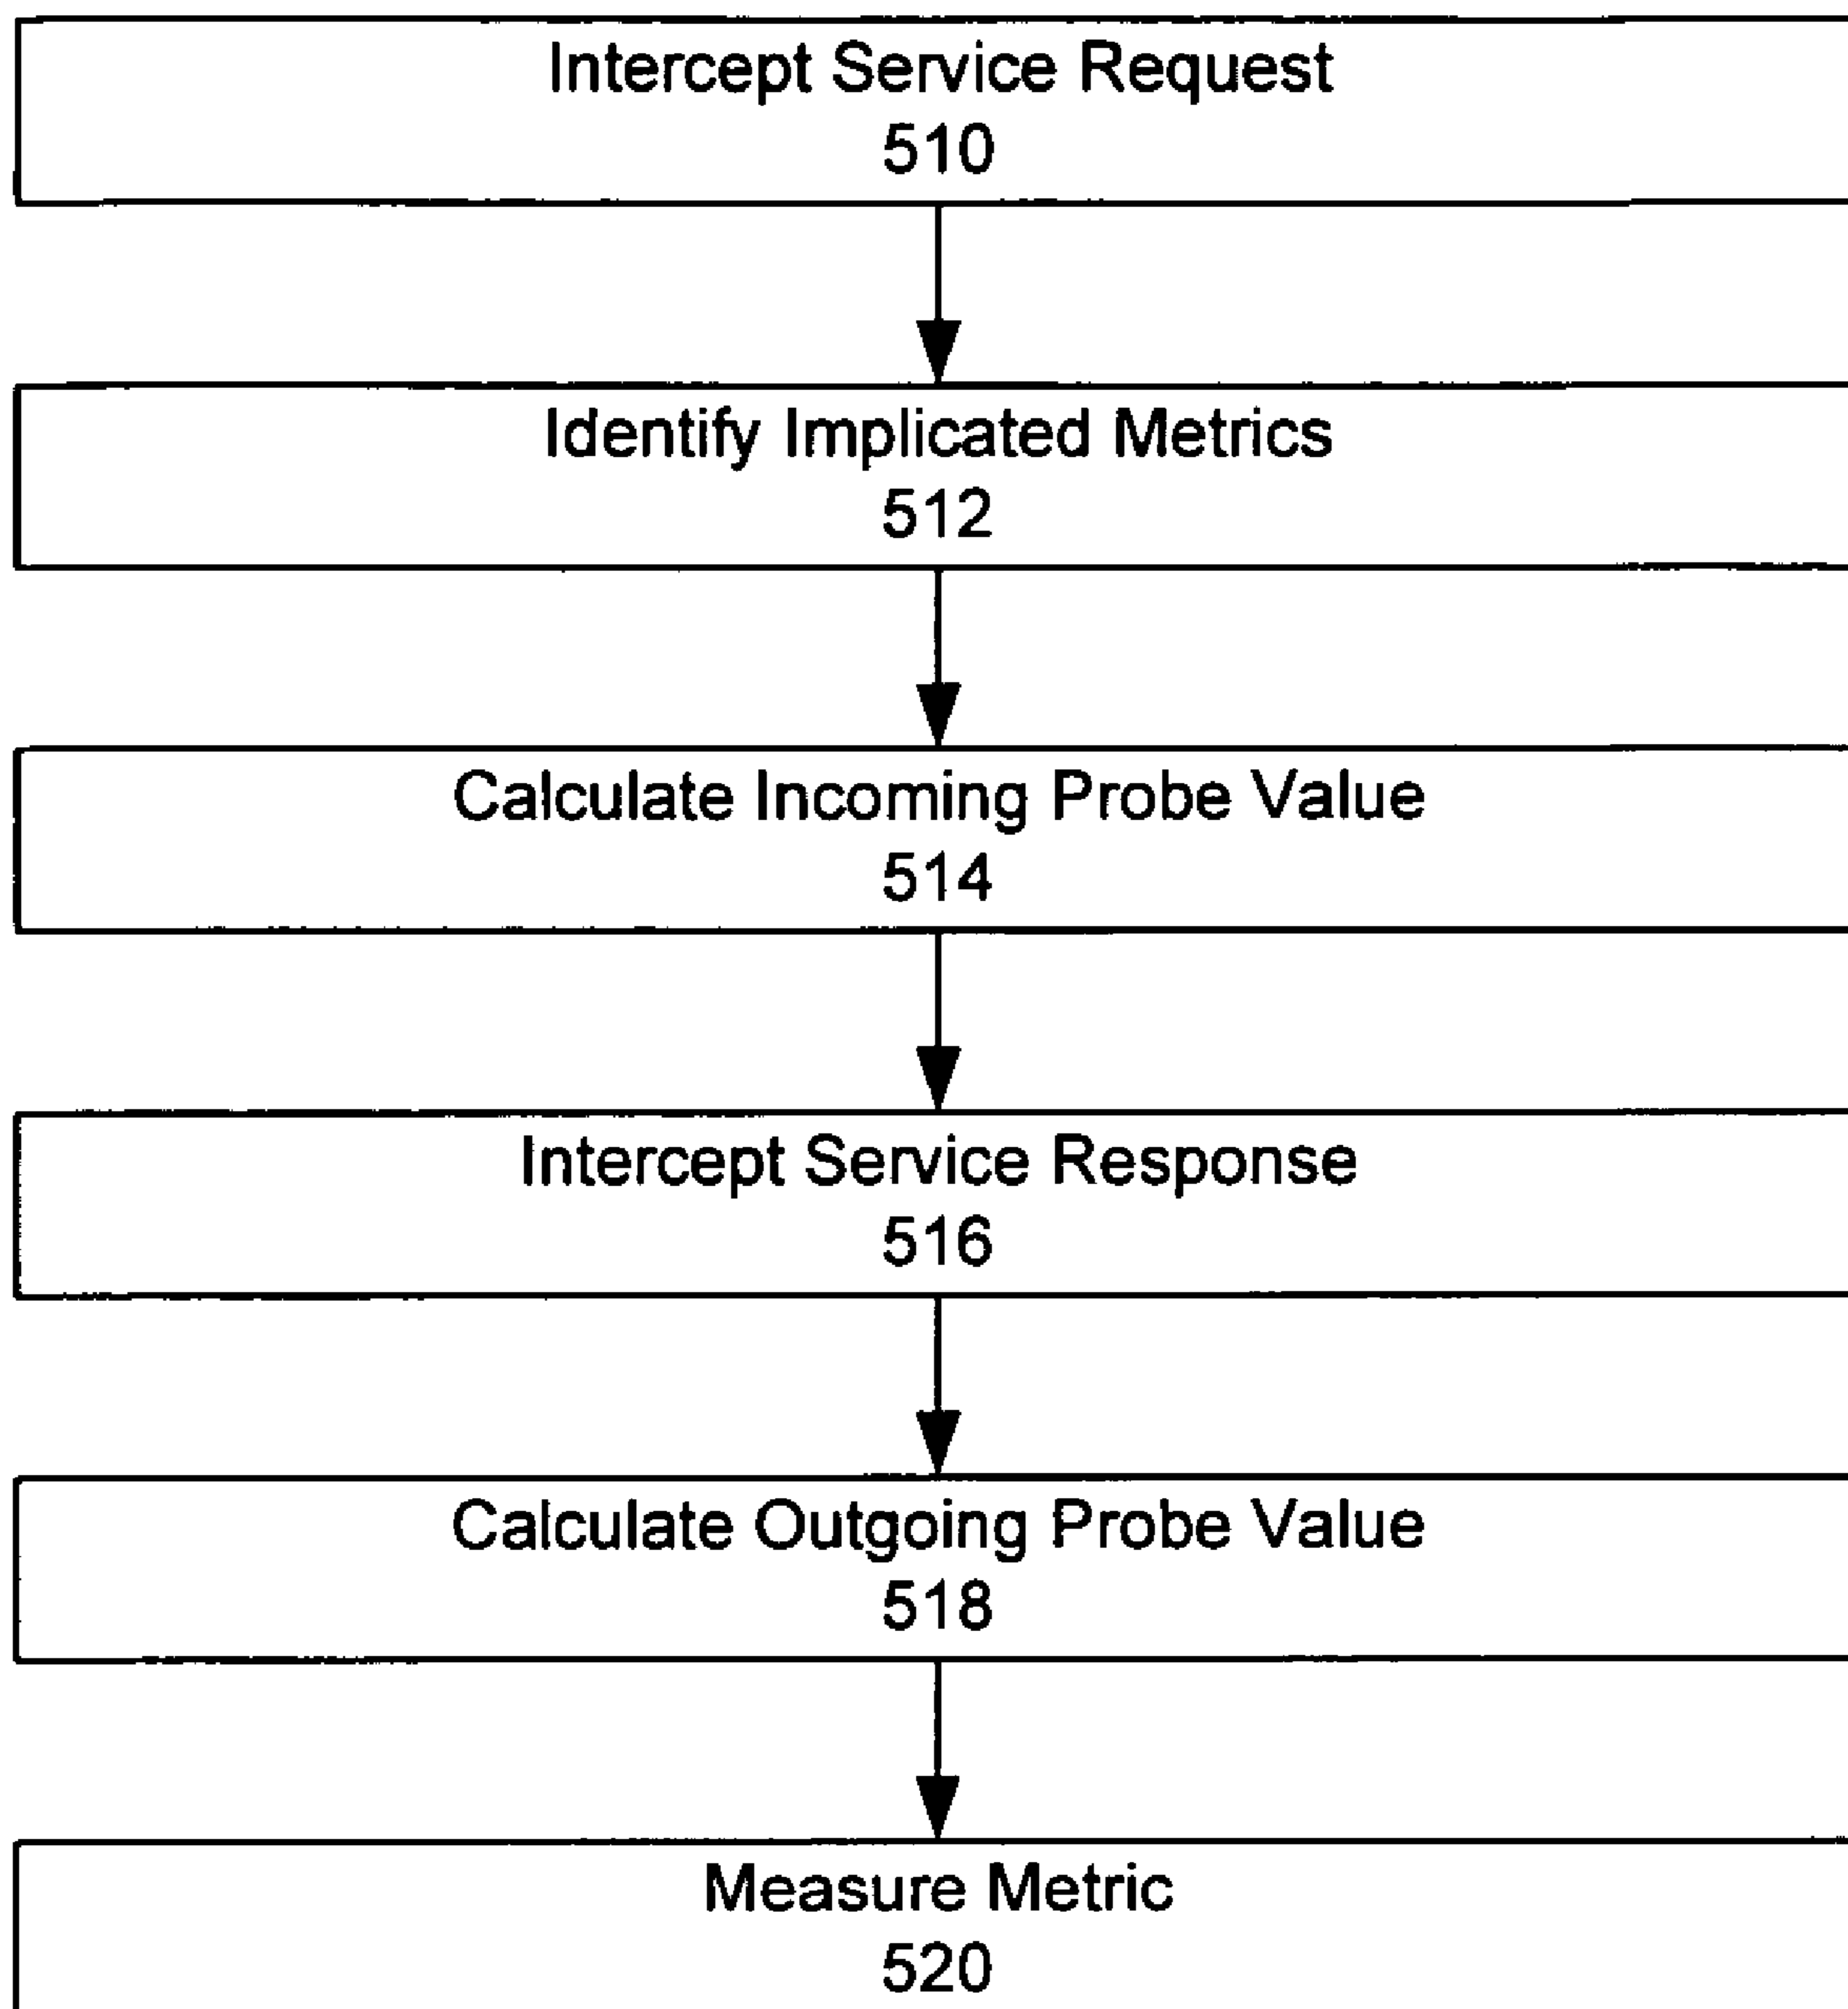 Intercept Service Request
510
Identify Implicated Metrics
512
Calculate Incoming Probe Value
514
Intercept Service Response
516
Calculate Outgoing Probe Value
518
Measure Metric
520